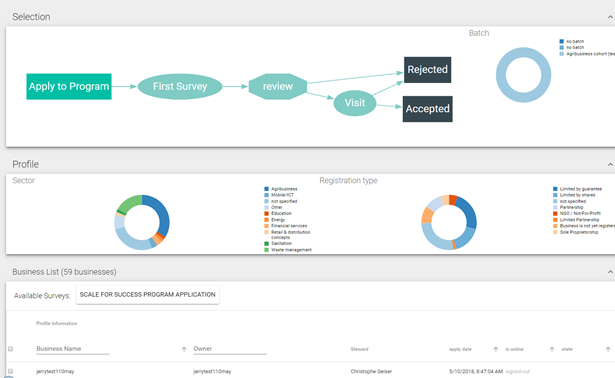 Selection
Batch
no batch
no batch
Agribusiness cohort (tes
Apply to Program
First Survey
review
Visit
Rejected
Accepted
Profile
Sector
Agribusiness
Mobile/ICT
not specified
Other
Education
Energy
Financial services
Retail & distribution
concepts
Sanitation
Waste management
Registration type
Limited by guarantee
Limited by shares
not specified
Partnership
NGO / Not-For-Profit
Limited Partnership
Business is not yet registere
Sole Proprietorship
Business List (59 businesses)
Available Surveys: SCALE FOR SUCCESS PROGRAM APPLICATION
Profile Information
Business Name Owner Steward apply date is online state
jerrytest110may jerrytest110may Christophe Geiser 5/10/2018, 8:47:04 AM signed-out